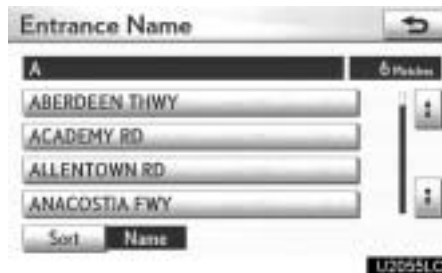 Entrance Name
A
6 Matches
ABERDEEN THWY
ACADEMY RD
ALLENTOWN RD
ANACOSTIA FWY
Sort Name
U2055LC